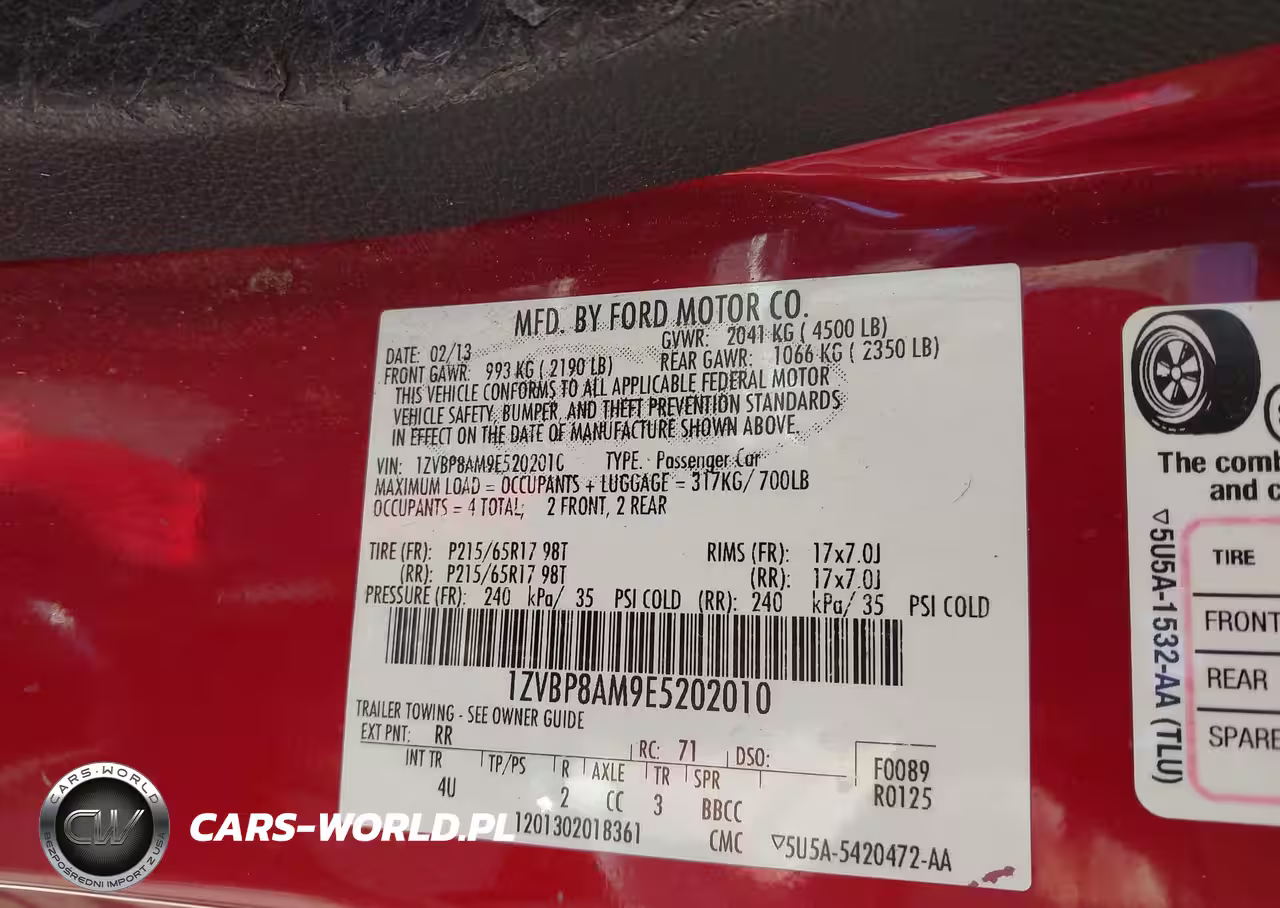 MFD. BY FORD MOTOR CO.
DATE: 02/13 GVWR: 2041 KG ( 4500 LB)
FRONT GAWR: 993 KG ( 2190 LB) REAR GAWR: 1066 KG ( 2350 LB)
THIS VEHICLE CONFORMS TO ALL APPLICABLE FEDERAL MOTOR
VEHICLE SAFETY, BUMPER, AND THEFT PREVENTION STANDARDS
IN EFFECT ON THE DATE OF MANUFACTURE SHOWN ABOVE.
VIN: 1ZVBP8AM9E5202010 TYPE: Passenger Car
MAXIMUM LOAD = OCCUPANTS + LUGGAGE = 317KG/ 700LB
OCCUPANTS = 4 TOTAL; 2 FRONT, 2 REAR
TIRE (FR): P215/65R17 98T RIMS (FR): 17x7.0J
(RR): P215/65R17 98T (RR): 17x7.0J
PRESSURE (FR): 240 kPa/ 35 PSI COLD (RR): 240 kPa/ 35 PSI COLD
1ZVBP8AM9E5202010
TRAILER TOWING - SEE OWNER GUIDE
EXT PNT: RR RC: 71 DSO:
INT TR TP/PS R AXLE TR SPR F0089
4U 2 CC 3 BBCC R0125
1201302018361 CMC ▽5U5A-5420472-AA
The comb
and c
▽5U5A-1532-AA (TLU)
TIRE
FRONT
REAR
SPARE
CARS-WORLD
CW
BEZPOŚREDNI IMPORT Z USA
CARS-WORLD.PL